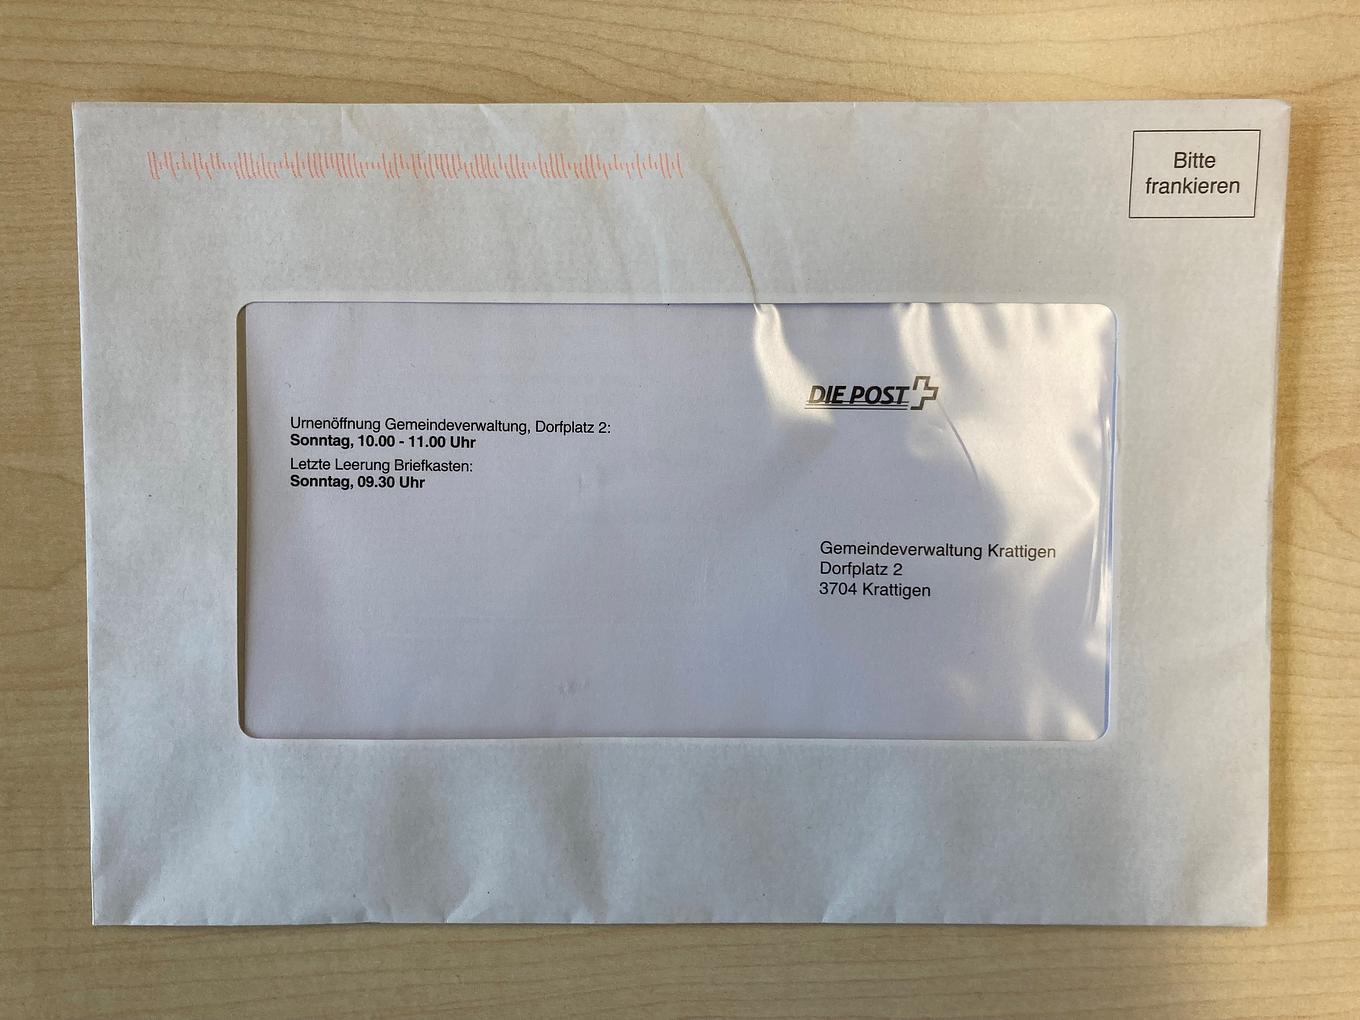 Bitte
frankieren
DIE POST
Urnenöffnung Gemeindeverwaltung, Dorfplatz 2:
Sonntag, 10.00 - 11.00 Uhr
Letzte Leerung Briefkasten:
Sonntag, 09.30 Uhr
Gemeindeverwaltung Krattigen
Dorfplatz 2
3704 Krattigen